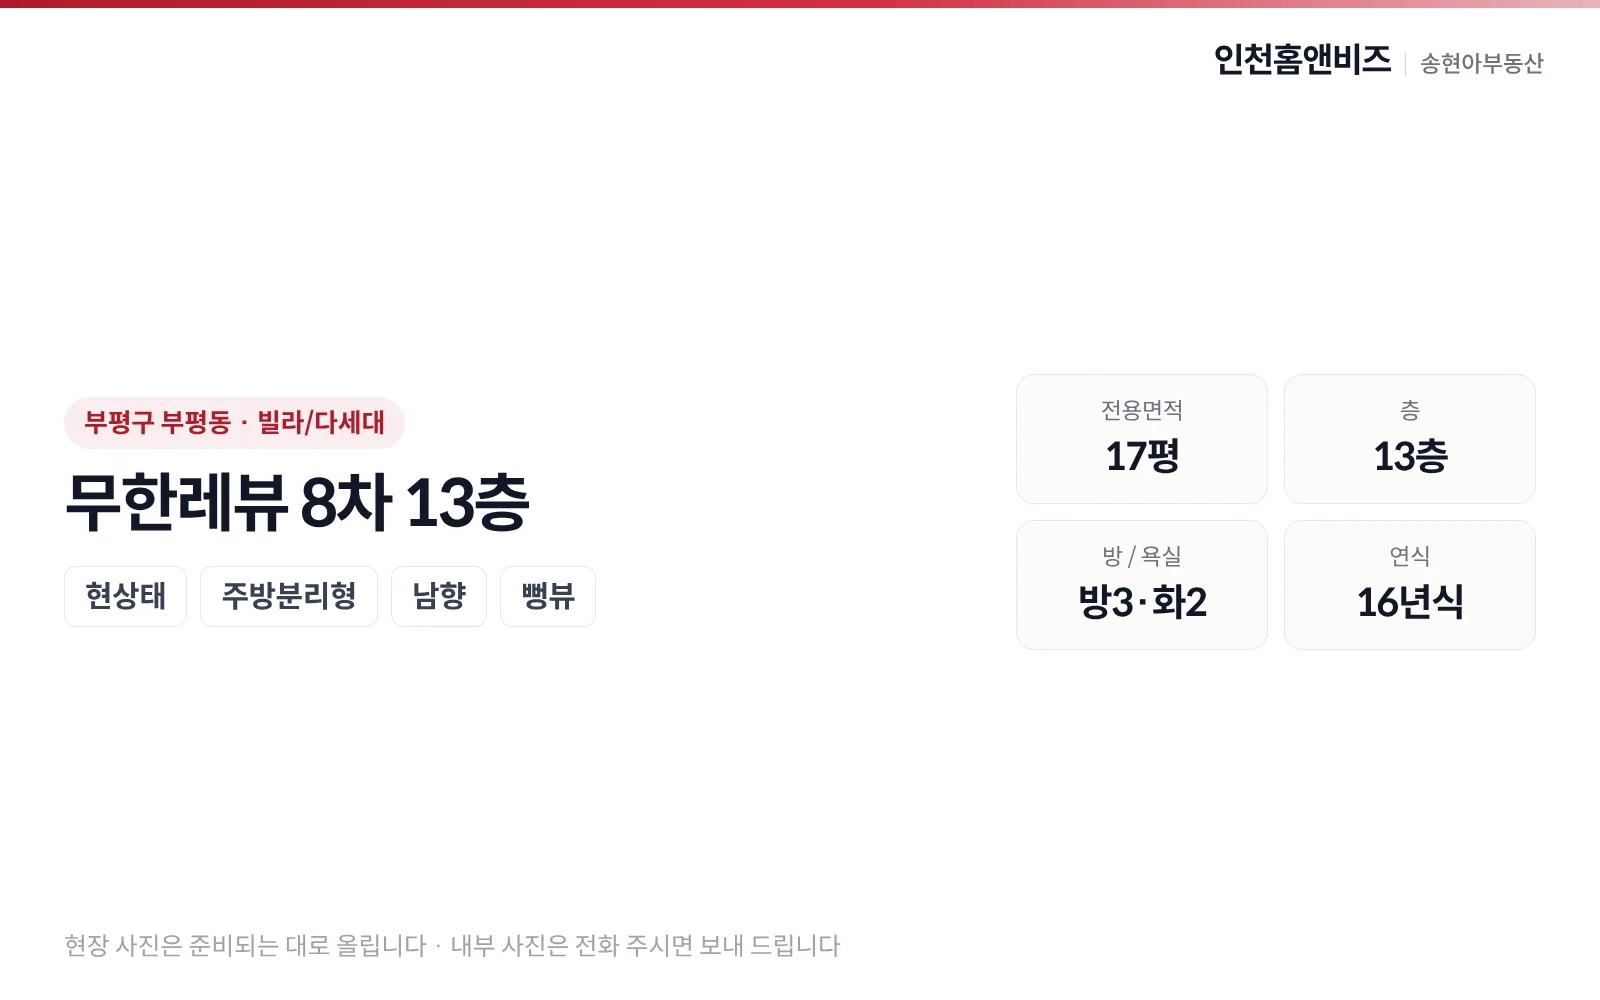 인천홈앤비즈 송현아부동산
부평구 부평동 · 빌라/다세대
무한레뷰 8차 13층
현상태 주방분리형 남향 뻥뷰
전용면적
17평
층
13층
방 / 욕실
방3·화2
연식
16년식
현장 사진은 준비되는 대로 올립니다 · 내부 사진은 전화 주시면 보내 드립니다